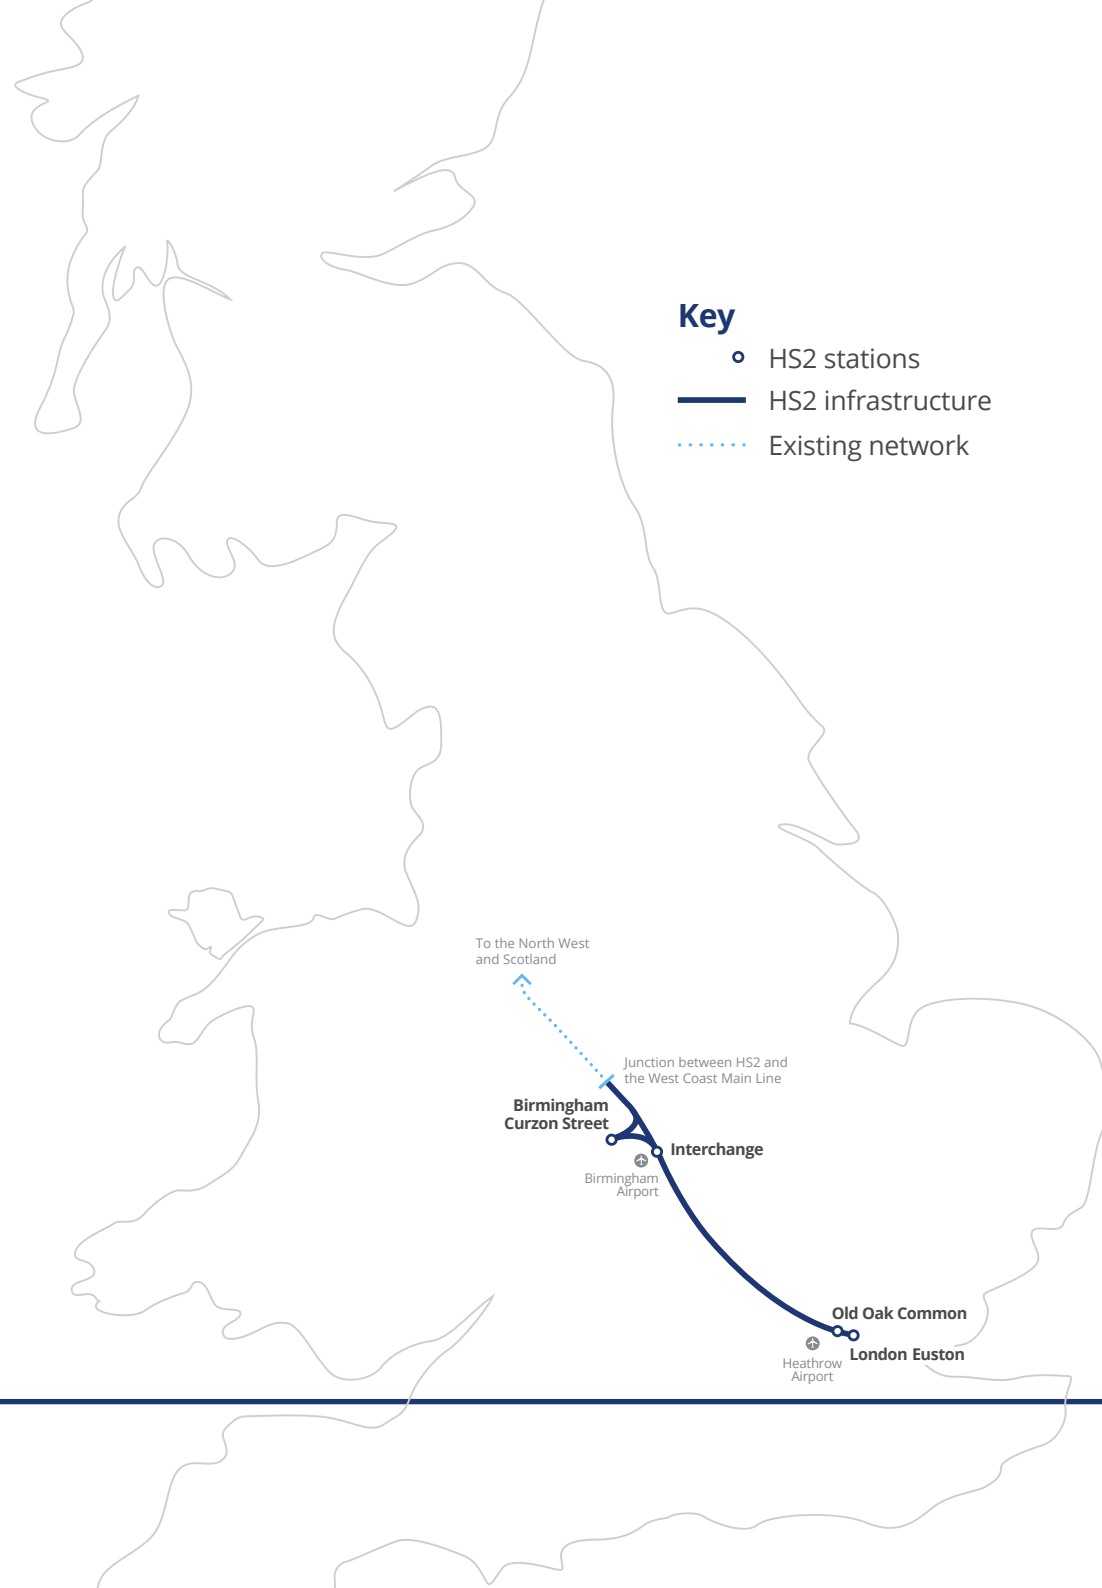 Key
HS2 stations
HS2 infrastructure
Existing network
To the North West
and Scotland
Junction between HS2 and
the West Coast Main Line
Birmingham
Curzon Street
Interchange
Birmingham
Airport
Old Oak Common
London Euston
Heathrow
Airport